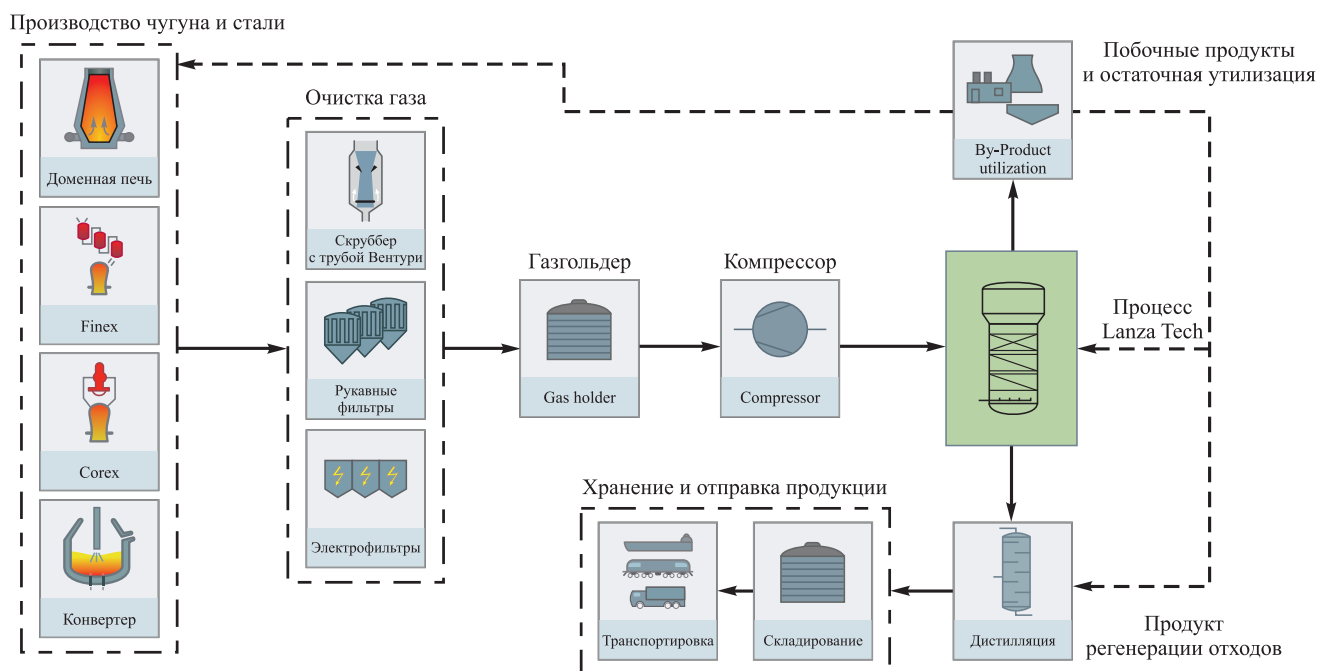 Производство чугуна и стали
Доменная печь
Finex
Corex
Конвертер
Очистка газа
Скруббер
с трубой Вентури
Рукавные
фильтры
Электрофильтры
Газгольдер
Gas holder
Компрессор
Compressor
Побочные продукты
и остаточная утилизация
By-Product
utilization
Процесс
Lanza Tech
Хранение и отправка продукции
Транспортировка
Складирование
Дистилляция
Продукт
регенерации отходов